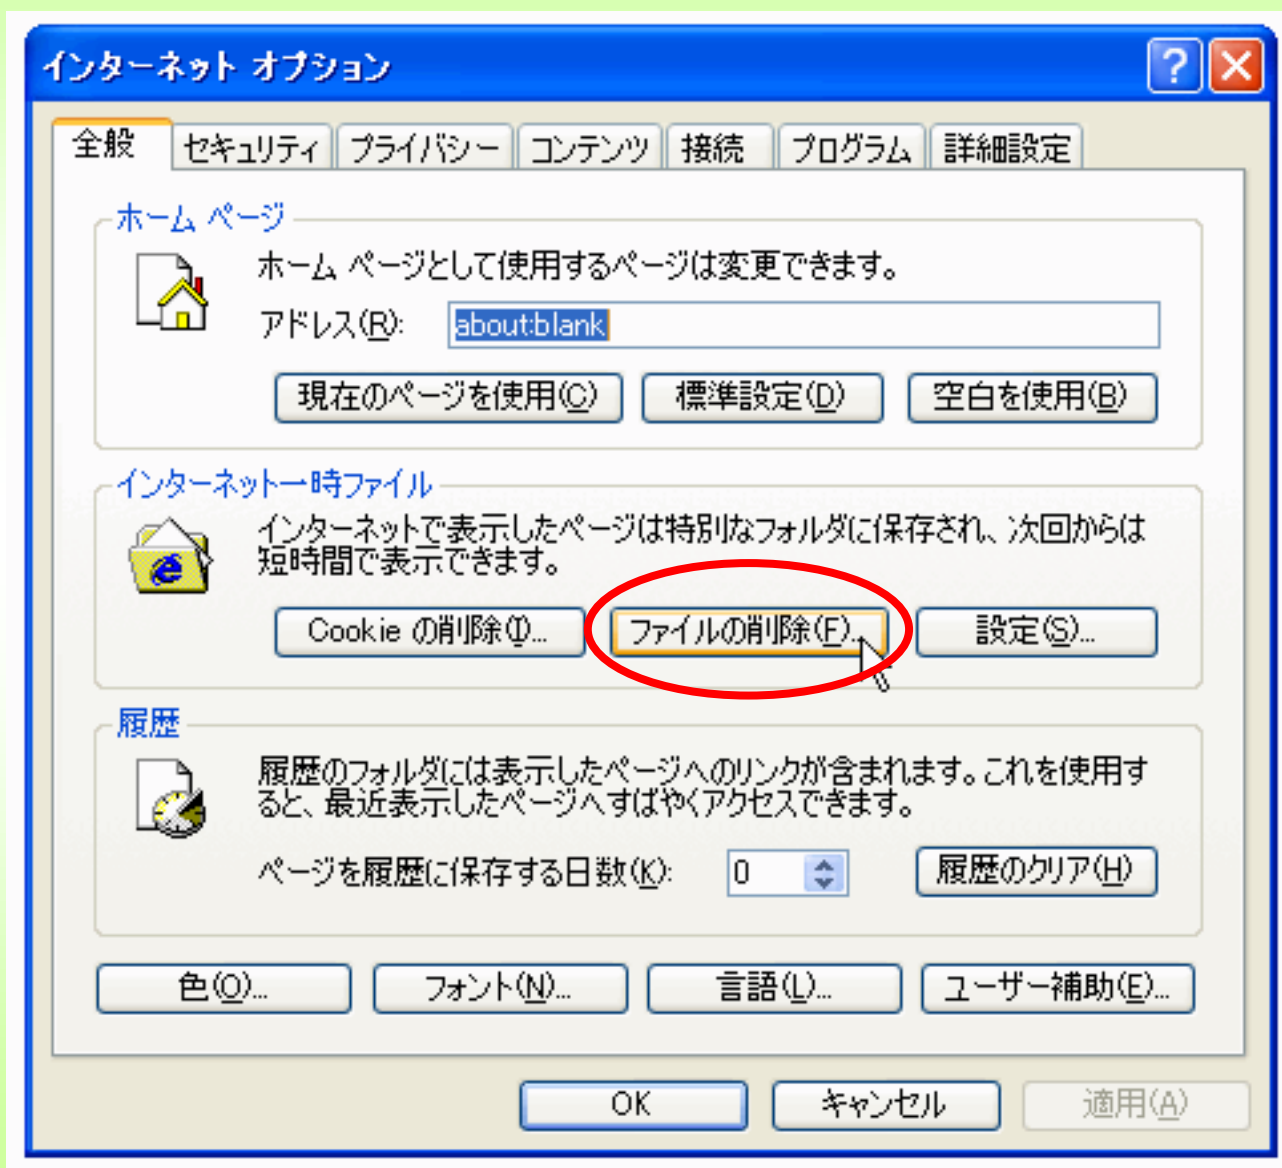 インターネット オプション
全般 セキュリティ プライバシー コンテンツ 接続 プログラム 詳細設定
ホーム ページ
ホーム ページとして使用するページは変更できます。
アドレス(R): about:blank
現在のページを使用(C) 標準設定(D) 空白を使用(B)
インターネット一時ファイル
インターネットで表示したページは特別なフォルダに保存され、次回からは
短時間で表示できます。
Cookie の削除(I)... ファイルの削除(F)... 設定(S)...
履歴
履歴のフォルダには表示したページへのリンクが含まれます。これを使用す
ると、最近表示したページへすばやくアクセスできます。
ページを履歴に保存する日数(K): 0 履歴のクリア(H)
色(O)... フォント(N)... 言語(L)... ユーザー補助(E)...
OK キャンセル 適用(A)